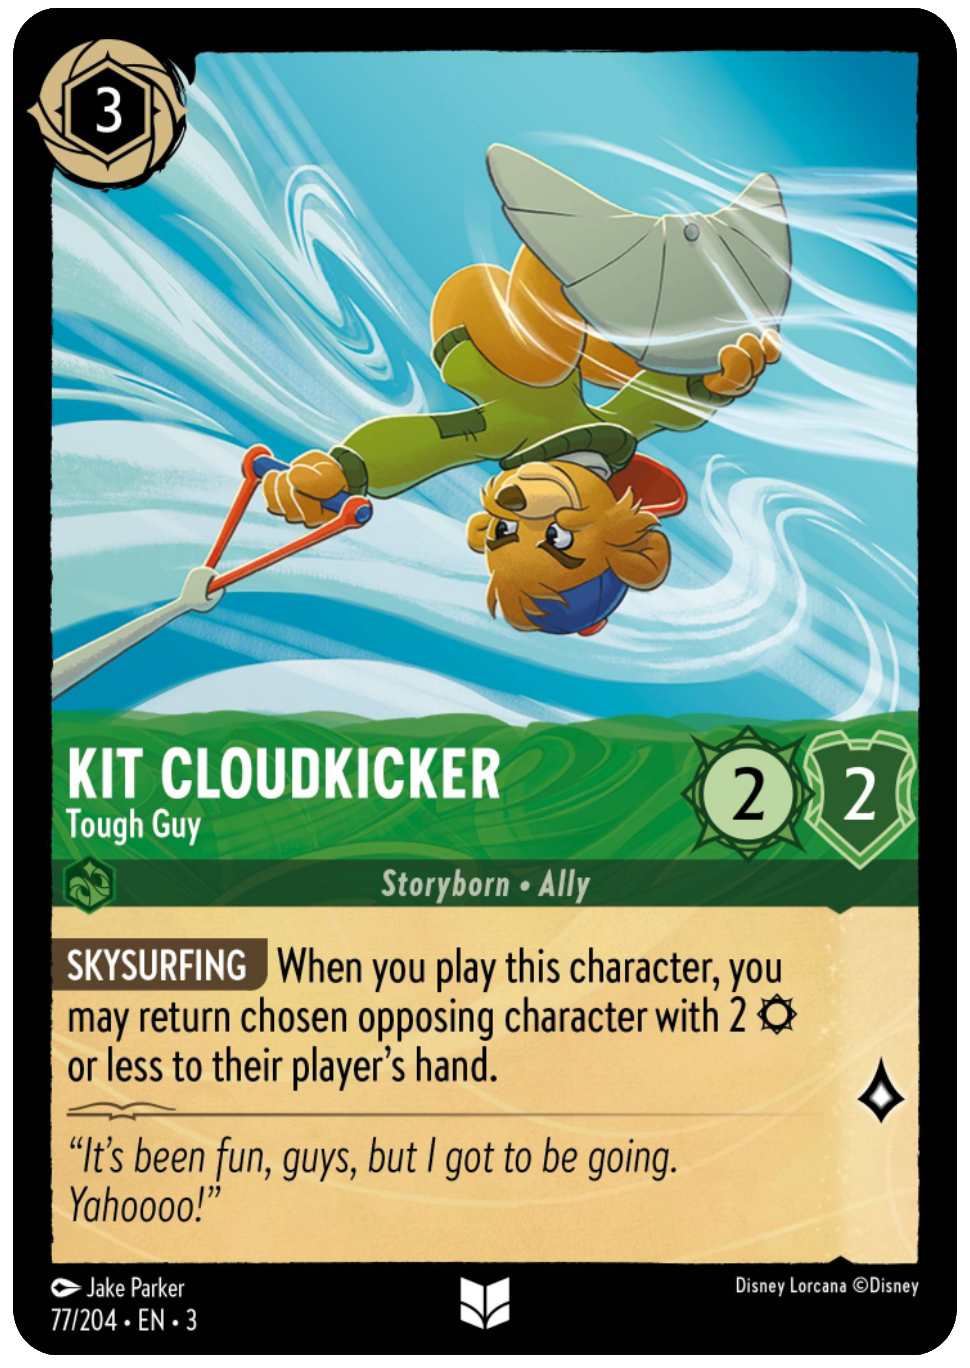 3
KIT CLOUDKICKER
Tough Guy
2
2
Storyborn • Ally
SKYSURFING When you play this character, you
may return chosen opposing character with 2
or less to their player's hand.
“It's been fun, guys, but I got to be going.
Yahoooo!”
Jake Parker
77/204 • EN • 3
Disney Lorcana ©Disney